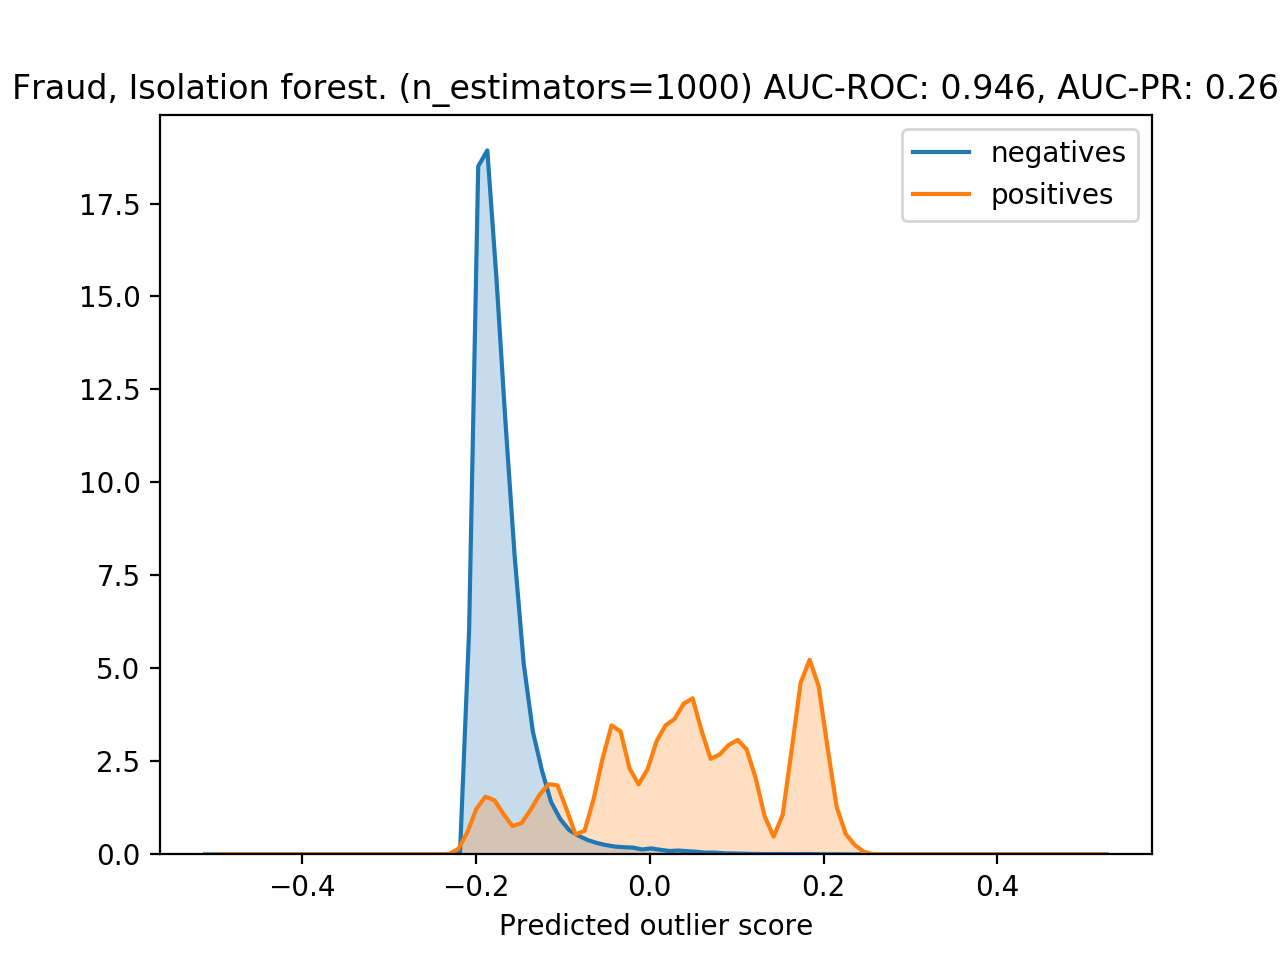 Fraud, Isolation forest. (n_estimators=1000) AUC-ROC: 0.946, AUC-PR: 0.26
negatives
positives
17.5
15.0
12.5
10.0
7.5
5.0
2.5
0.0
−0.4 −0.2 0.0 0.2 0.4
Predicted outlier score